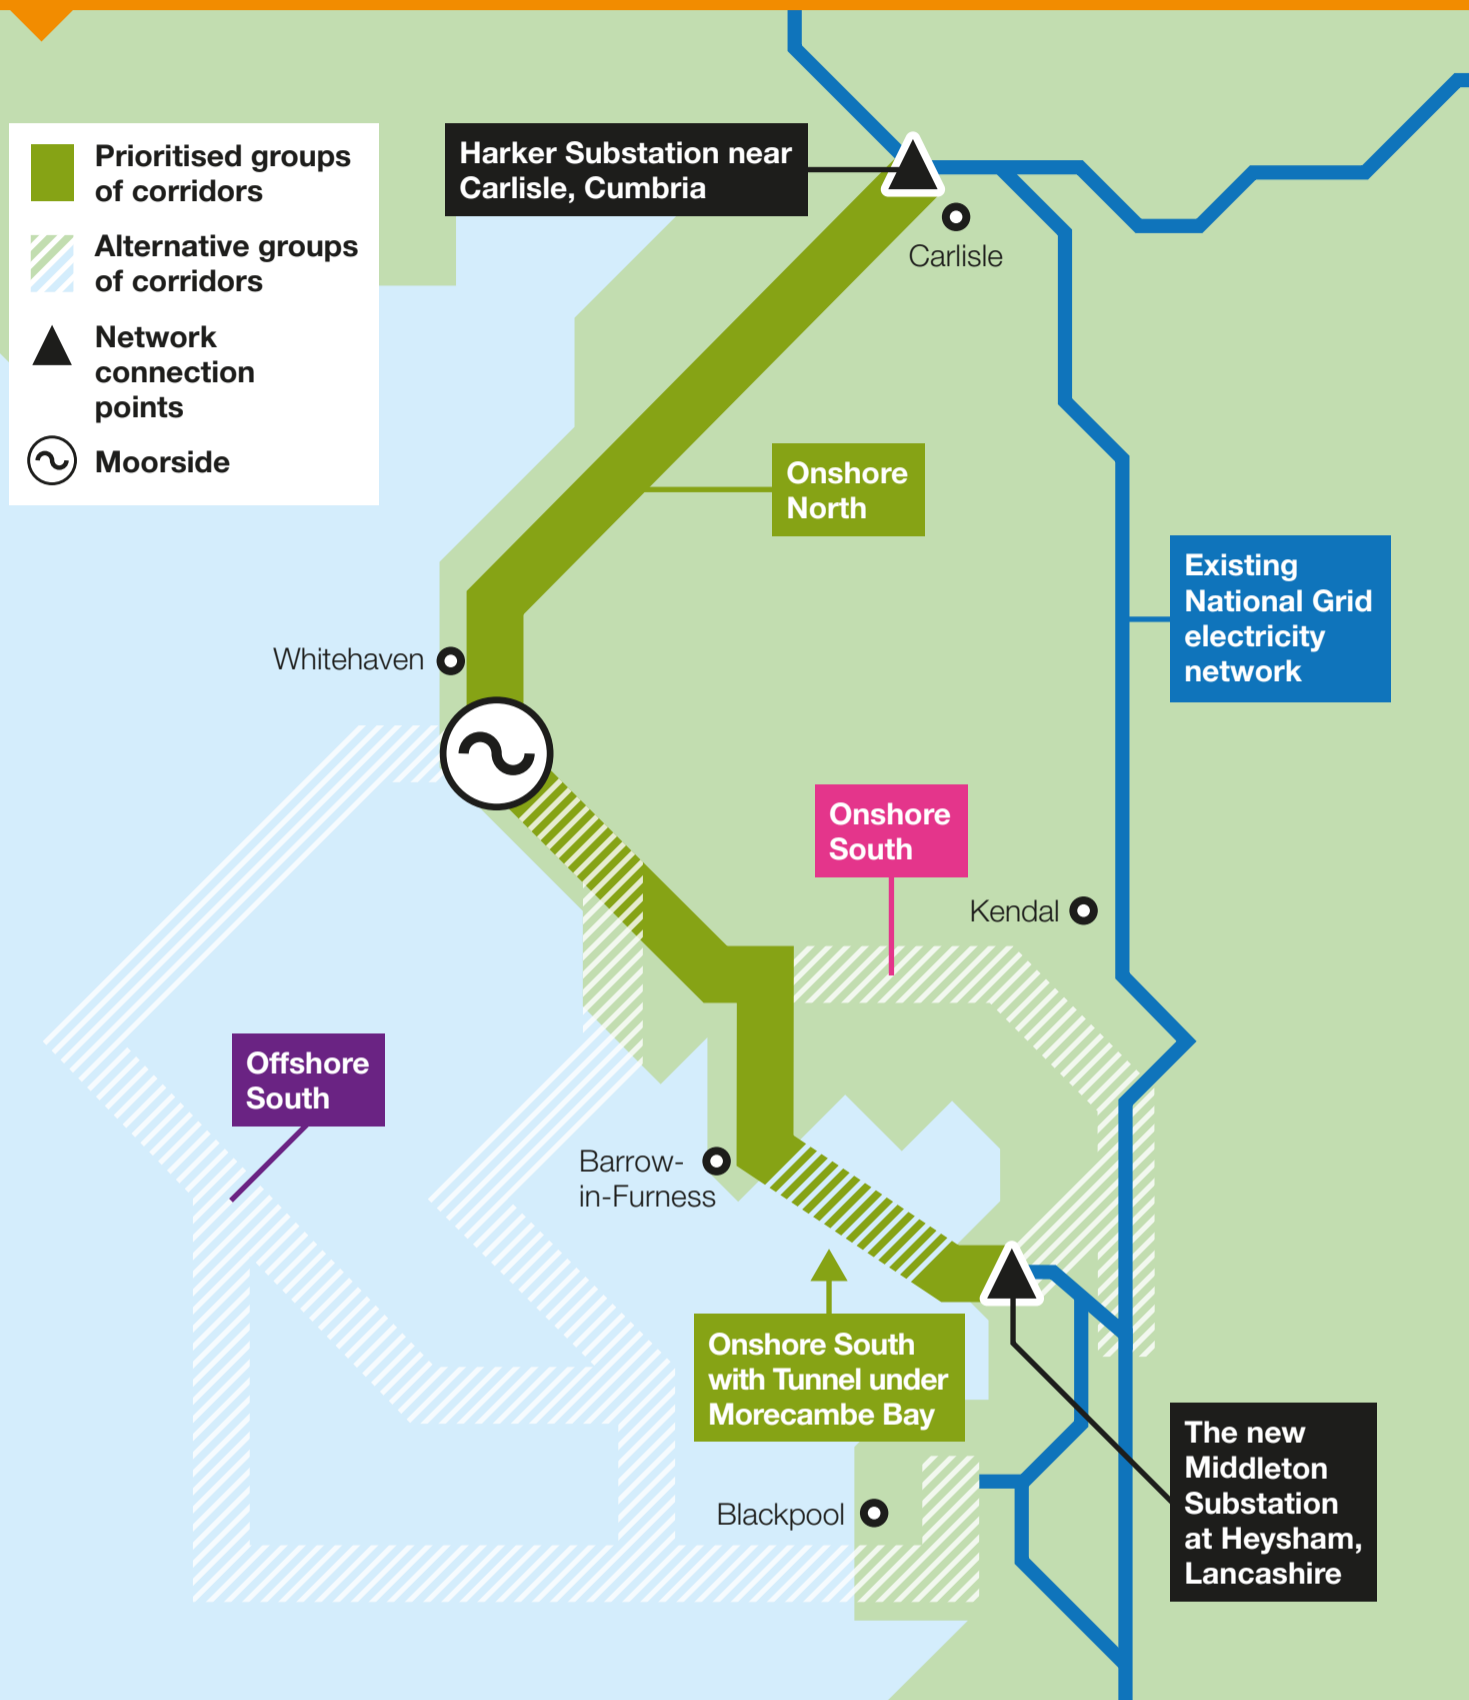 Prioritised groups
of corridors
Alternative groups
of corridors
Network
connection
points
Moorside
Harker Substation near
Carlisle, Cumbria
Carlisle
Onshore
North
Existing
National Grid
electricity
network
Whitehaven
Onshore
South
Kendal
Offshore
South
Barrow-
in-Furness
Onshore South
with Tunnel under
Morecambe Bay
Blackpool
The new
Middleton
Substation
at Heysham,
Lancashire